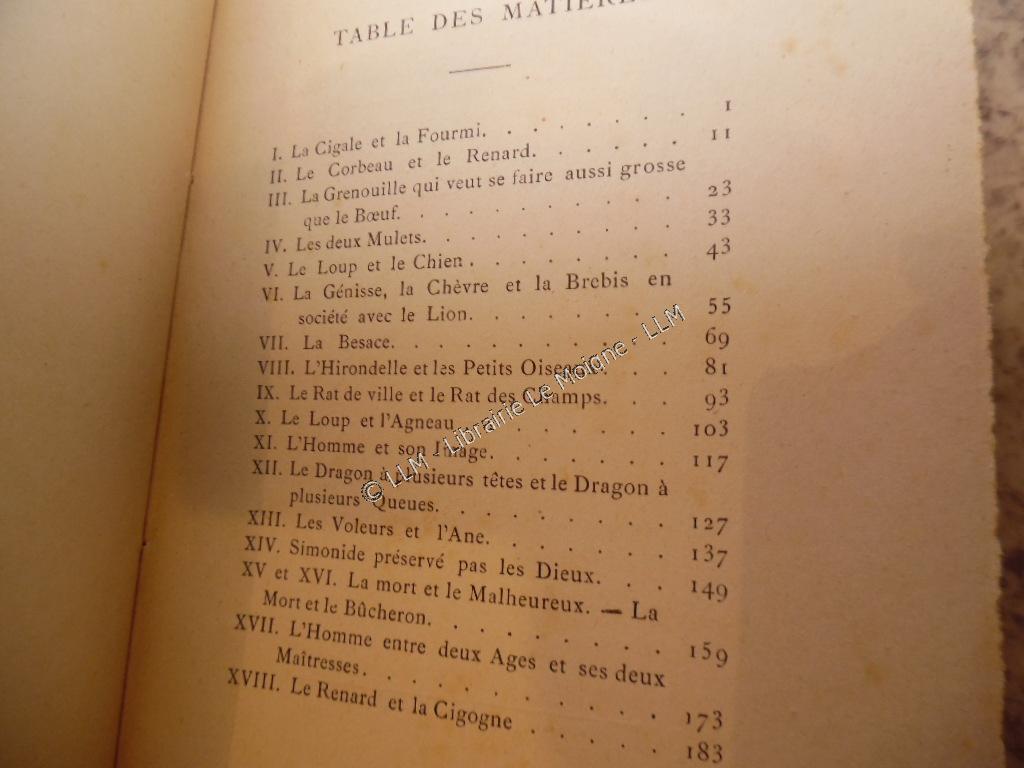 TABLE DES MATIÈRES
I. La Cigale et la Fourmi. . . . . . . . 1
II. Le Corbeau et le Renard. . . . . . 11
III. La Grenouille qui veut se faire aussi grosse
que le Bœuf. . . . . . . . . . 23
IV. Les deux Mulets. . . . . . . . . 33
V. Le Loup et le Chien . . . . . . . . 43
VI. La Génisse, la Chèvre et la Brebis en
société avec le Lion. . . . . . . . 55
VII. La Besace. . . . . . . . . . . 69
VIII. L'Hirondelle et les Petits Oiseaux. . . 81
IX. Le Rat de ville et le Rat des Champs. . . 93
X. Le Loup et l'Agneau . . . . . . . . 103
XI. L'Homme et son Image. . . . . . . 117
XII. Le Dragon à plusieurs têtes et le Dragon à
plusieurs Queues. . . . . . . . . 127
XIII. Les Voleurs et l'Ane. . . . . . . . 137
XIV. Simonide préservé pas les Dieux. . . . 149
XV et XVI. La mort et le Malheureux. — La
Mort et le Bûcheron. . . . . . . . . 159
XVII. L'Homme entre deux Ages et ses deux
Maîtresses. . . . . . . . . . . 173
XVIII. Le Renard et la Cigogne . . . . . 183
© LLM - Librairie Le Moigne - LLM